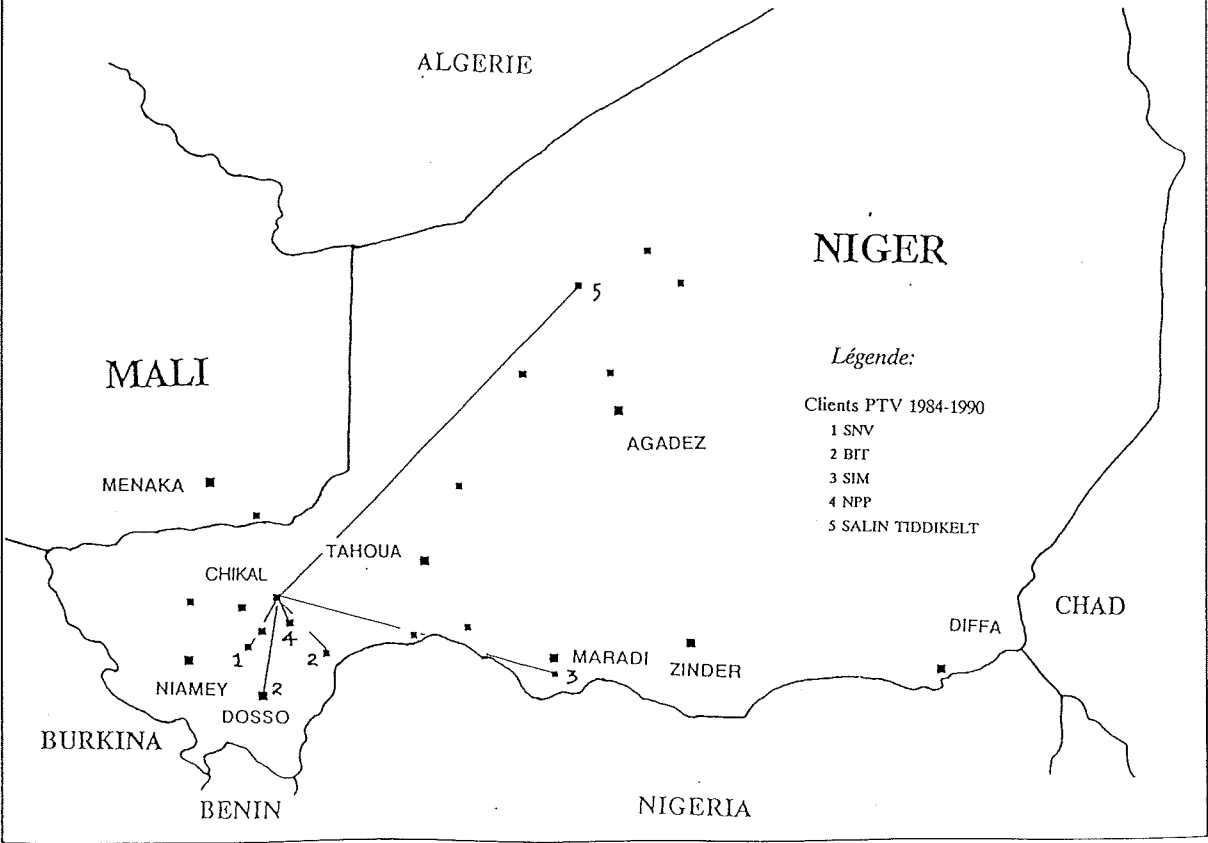 ALGERIE
NIGER
5
MALI
Légende:
Clients PTV 1984-1990
1 SNV
2 BIT
3 SIM
4 NPP
5 SALIN TIDDIKELT
AGADEZ
MENAKA
TAHOUA
CHIKAL
CHAD
DIFFA
4
1
2
MARADI
ZINDER
3
NIAMEY
2
DOSSO
BURKINA
BENIN
NIGERIA